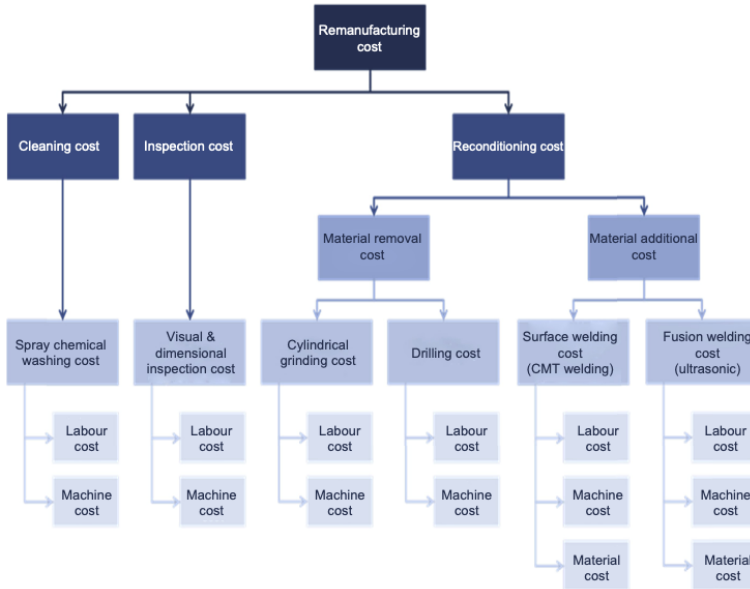 Remanufacturing
cost
Cleaning cost
Inspection cost
Reconditioning cost
Material removal
cost
Material additional
cost
Spray chemical
washing cost
Visual &
dimensional
inspection cost
Cylindrical
grinding cost
Drilling cost
Surface welding
cost
(CMT welding)
Fusion welding
cost
(ultrasonic)
Labour
cost
Labour
cost
Labour
cost
Labour
cost
Labour
cost
Labour
cost
Machine
cost
Machine
cost
Machine
cost
Machine
cost
Machine
cost
Machine
cost
Material
cost
Material
cost